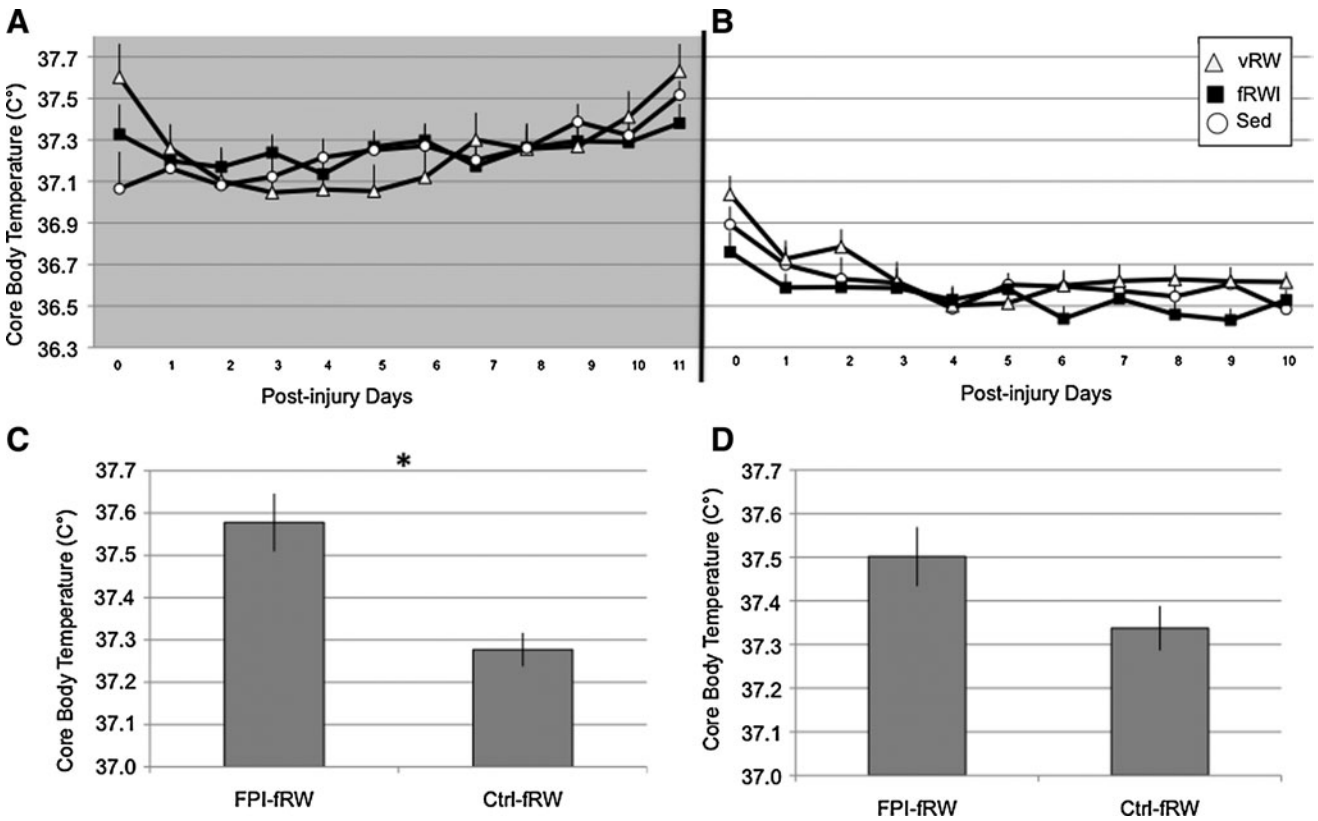 A
Core Body Temperature (C°)
37.7
37.5
37.3
37.1
36.9
36.7
36.5
36.3
0 1 2 3 4 5 6 7 8 9 10 11
Post-injury Days
B
vRW
fRWI
Sed
0 1 2 3 4 5 6 7 8 9 10
Post-injury Days
C
*
Core Body Temperature (C°)
37.7
37.6
37.5
37.4
37.3
37.2
37.1
37.0
FPI-fRW Ctrl-fRW
D
Core Body Temperature (C°)
37.7
37.6
37.5
37.4
37.3
37.2
37.1
37.0
FPI-fRW Ctrl-fRW